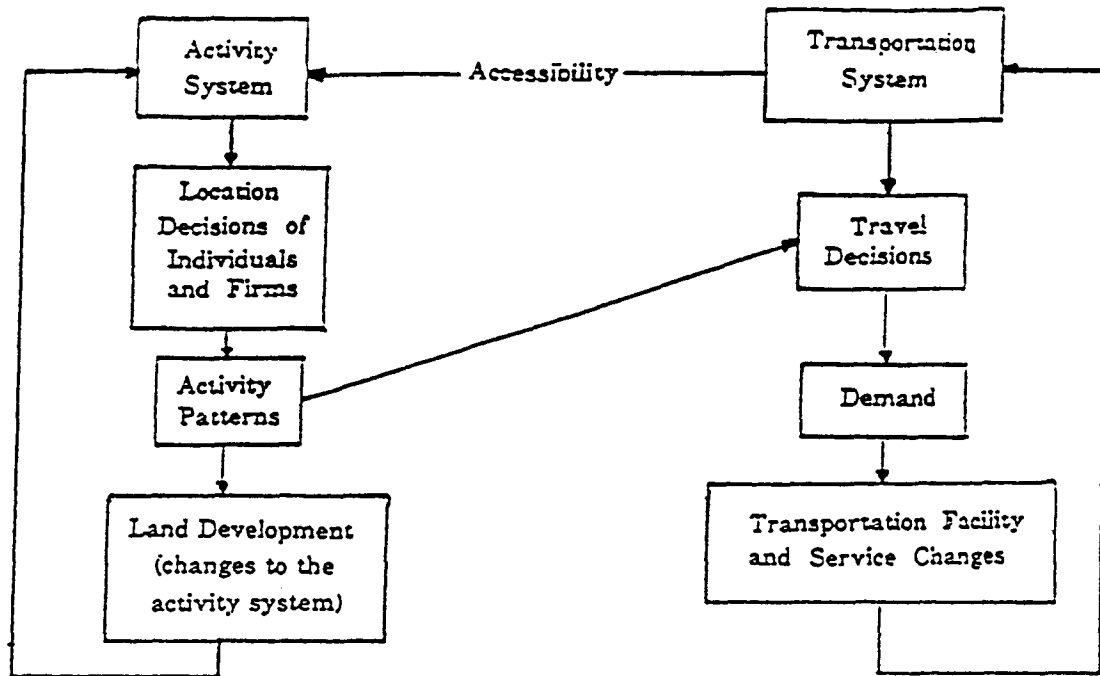 Activity
System
Accessibility
Transportation
System
Location
Decisions of
Individuals
and Firms
Travel
Decisions
Activity
Patterns
Demand
Land Development
(changes to the
activity system)
Transportation Facility
and Service Changes